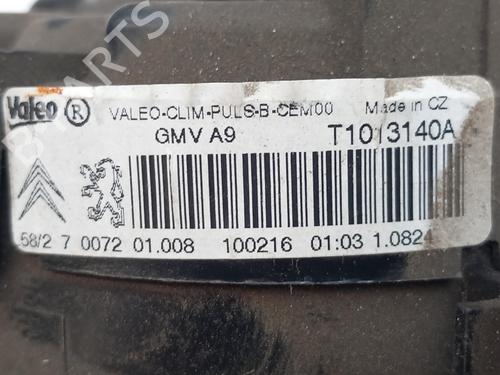 Valeo ® VALEO-CLIM-PULS-B-CEM00 Made in CZ
GMV A9 T1013140A
58/2 7 0072 01.008 100216 01:03 1.0824